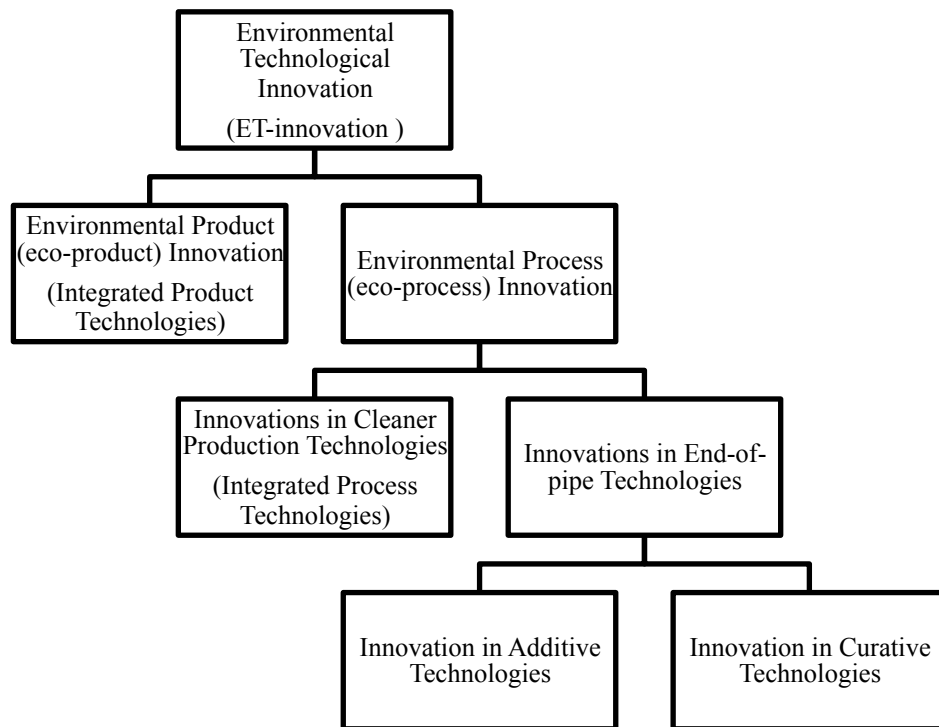 Environmental
Technological
Innovation
(ET-innovation )
Environmental Product
(eco-product) Innovation
(Integrated Product
Technologies)
Environmental Process
(eco-process) Innovation
Innovations in Cleaner
Production Technologies
(Integrated Process
Technologies)
Innovations in End-of-
pipe Technologies
Innovation in Additive
Technologies
Innovation in Curative
Technologies